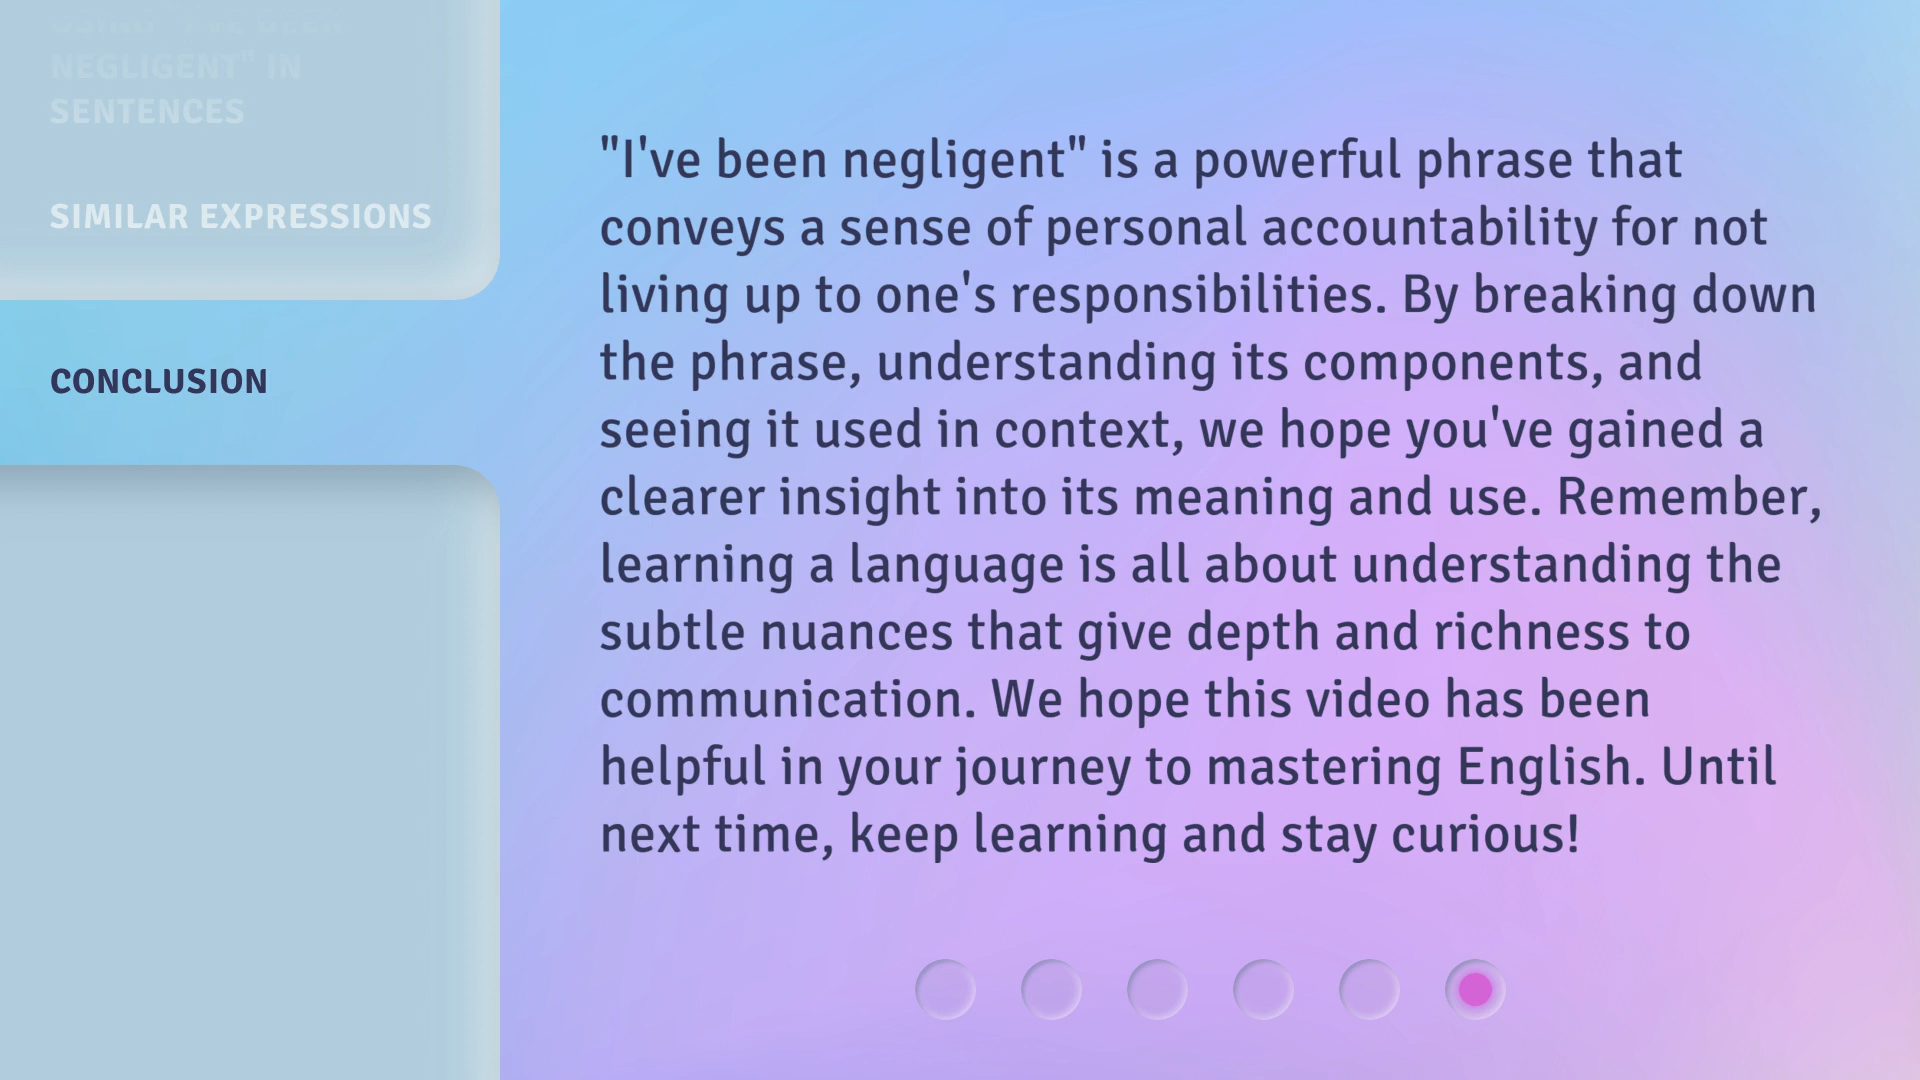 NEGLIGENT" IN
SENTENCES
SIMILAR EXPRESSIONS
CONCLUSION
"I've been negligent" is a powerful phrase that
conveys a sense of personal accountability for not
living up to one's responsibilities. By breaking down
the phrase, understanding its components, and
seeing it used in context, we hope you've gained a
clearer insight into its meaning and use. Remember,
learning a language is all about understanding the
subtle nuances that give depth and richness to
communication. We hope this video has been
helpful in your journey to mastering English. Until
next time, keep learning and stay curious!